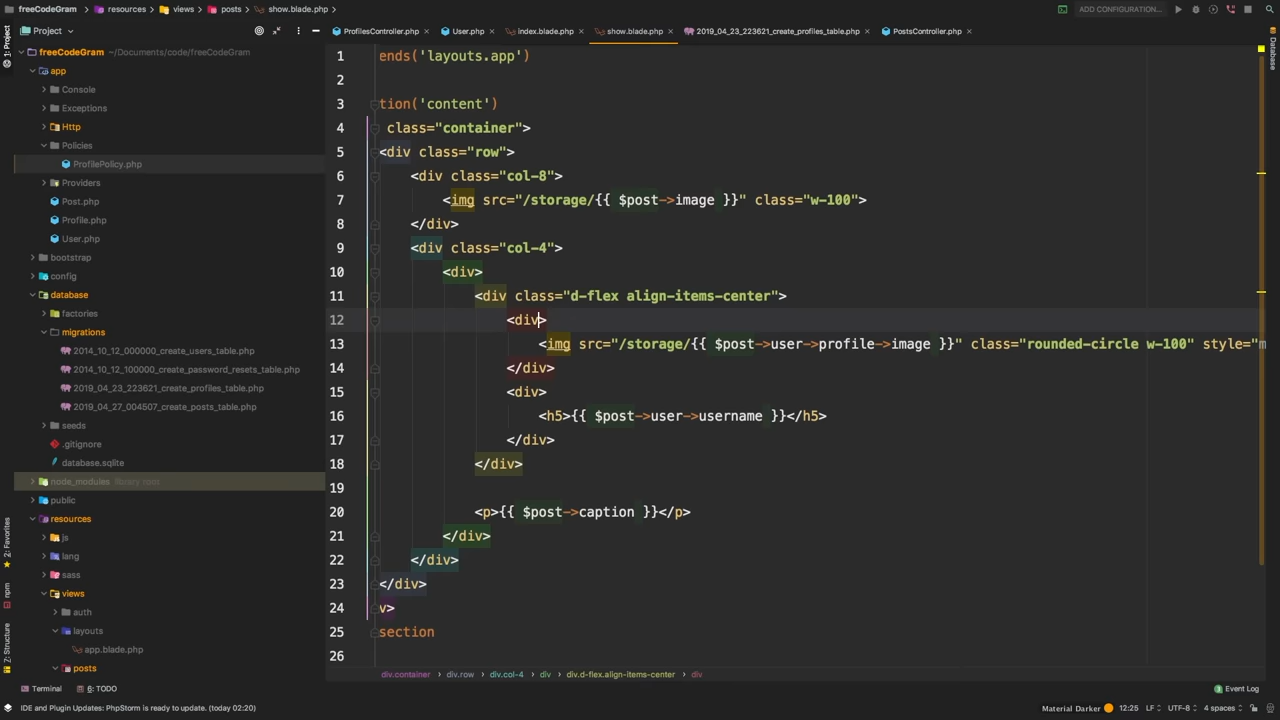 freeCodeGram
resources
views
posts
show.blade.php
ADD CONFIGURATION...
Project
ProfilesController.php
User.php
index.blade.php
show.blade.php
2019_04_23_223621_create_profiles_table.php
PostsController.php
1: Project
Database
freeCodeGram ~/Documents/code/freeCodeGram
app
Console
Exceptions
Http
Policies
ProfilePolicy.php
Providers
Post.php
Profile.php
User.php
bootstrap
config
database
factories
migrations
2014_10_12_000000_create_users_table.php
2014_10_12_100000_create_password_resets_table.php
2019_04_23_223621_create_profiles_table.php
2019_04_27_004507_create_posts_table.php
seeds
.gitignore
database.sqlite
node_modules library root
public
resources
js
lang
sass
views
auth
layouts
app.blade.php
posts
2: Favorites
npm
7: Structure
1 ends('layouts.app')
2
3 tion('content')
4 class="container">
5 <div class="row">
6 <div class="col-8">
7 <img src="/storage/{{ $post->image }}" class="w-100">
8 </div>
9 <div class="col-4">
10 <div>
11 <div class="d-flex align-items-center">
12 <div>
13 <img src="/storage/{{ $post->user->profile->image }}" class="rounded-circle w-100" style="m
14 </div>
15 <div>
16 <h5>{{ $post->user->username }}</h5>
17 </div>
18 </div>
19
20 <p>{{ $post->caption }}</p>
21 </div>
22 </div>
23 </div>
24 v>
25 section
26
div.container
div.row
div.col-4
div
div.d-flex.align-items-center
div
Terminal
6: TODO
Event Log
IDE and Plugin Updates: PhpStorm is ready to update. (today 02:20)
Material Darker
12:25
LF
UTF-8
4 spaces